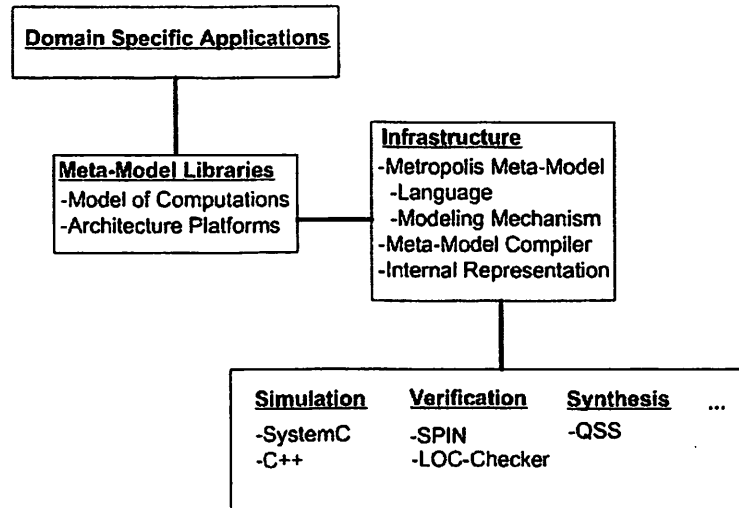 Domain Specific Applications
Meta-Model Libraries
-Model of Computations
-Architecture Platforms
Infrastructure
-Metropolis Meta-Model
-Language
-Modeling Mechanism
-Meta-Model Compiler
-Internal Representation
Simulation Verification Synthesis ...
-SystemC -SPIN -QSS
-C++ -LOC-Checker